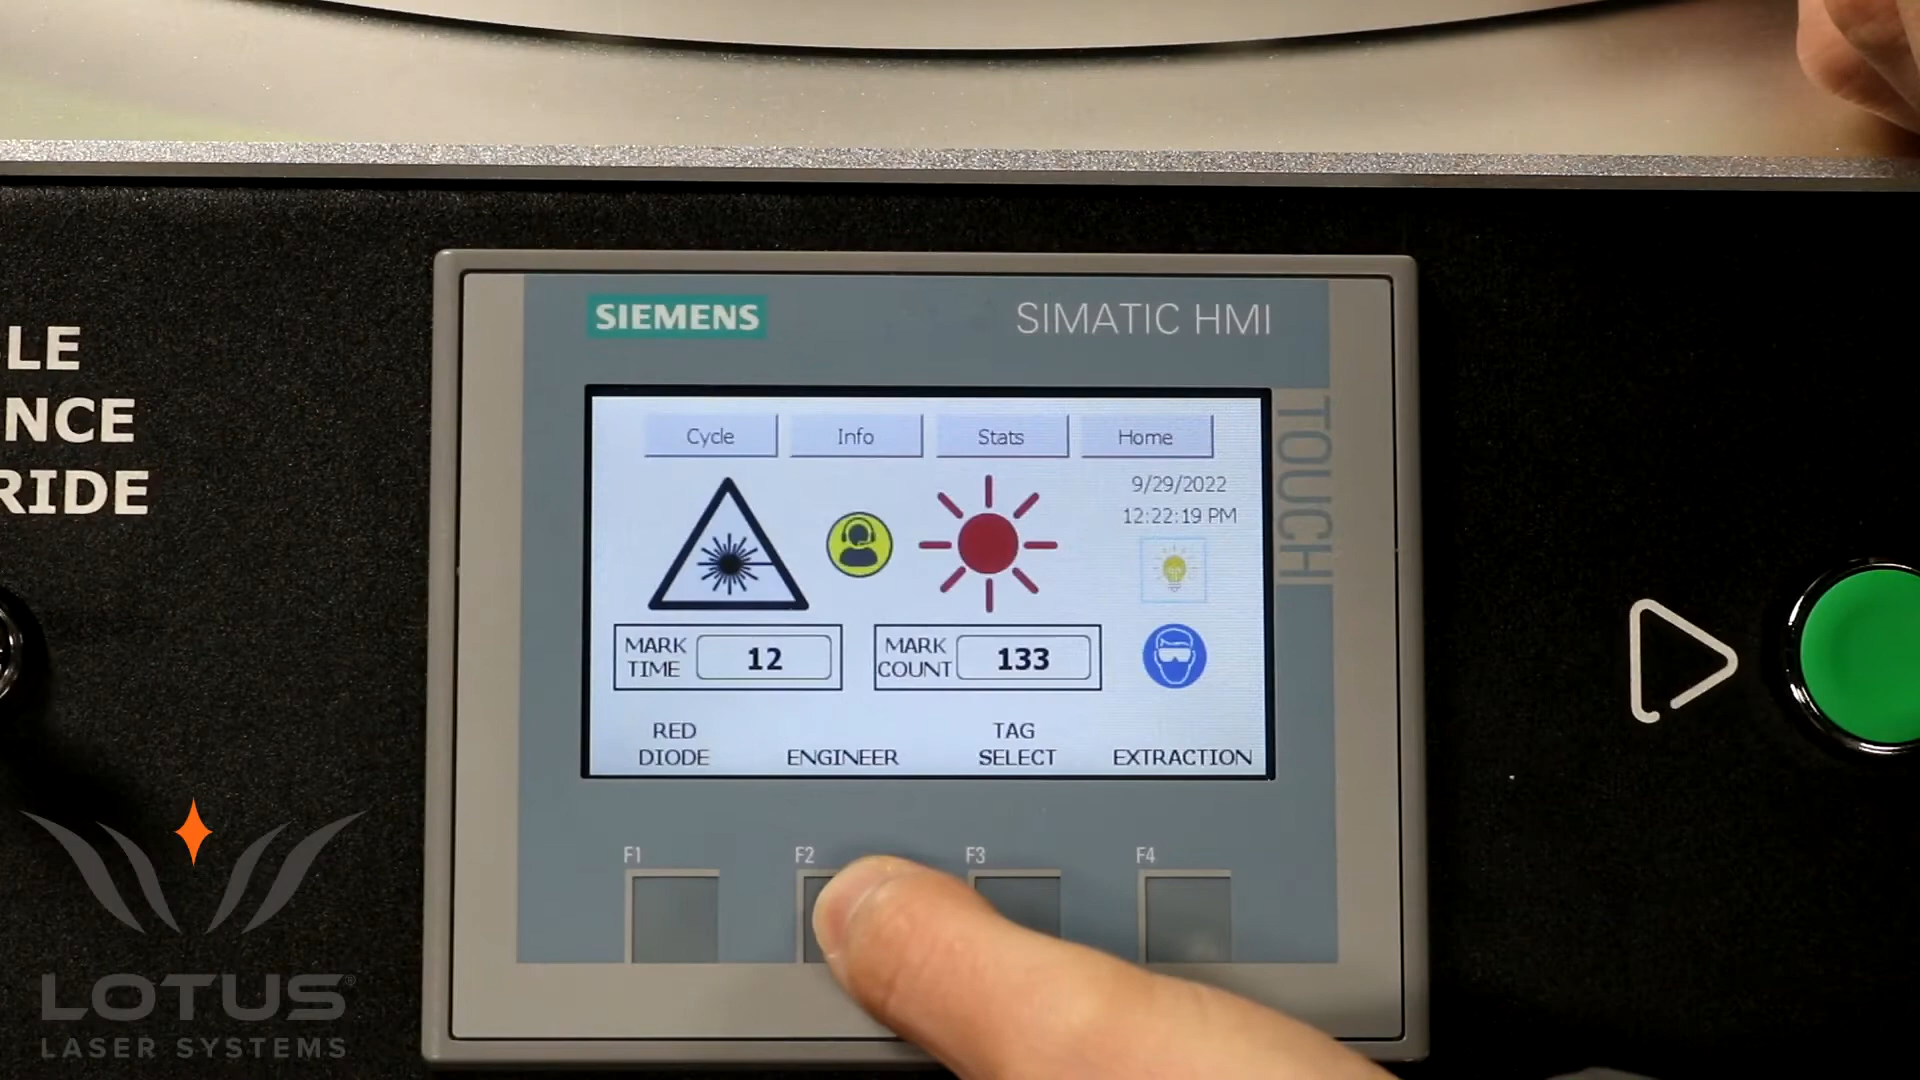 LE
NCE
RIDE
SIEMENS
SIMATIC HMI
TOUCH
Cycle
Info
Stats
Home
9/29/2022
12:22:19 PM
MARK
TIME
12
MARK
COUNT
133
RED
DIODE
ENGINEER
TAG
SELECT
EXTRACTION
F1
F2
F3
F4
LOTUS®
LASER SYSTEMS